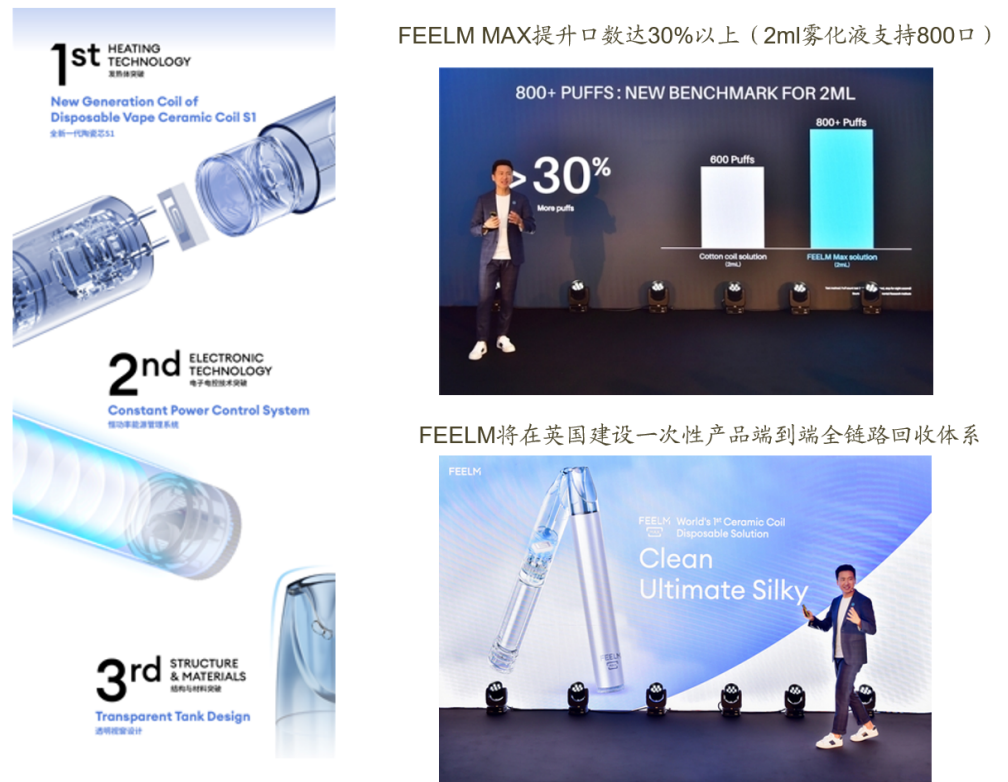 1st
HEATING
TECHNOLOGY
发热体突破
New Generation Coil of
Disposable Vape Ceramic Coil S1
全新一代陶瓷芯S1
2nd
ELECTRONIC
TECHNOLOGY
电子电控技术突破
Constant Power Control System
恒功率能源管理系统
3rd
STRUCTURE
& MATERIALS
结构与材料突破
Transparent Tank Design
透明视窗设计
FEELM MAX提升口数达30%以上（2ml雾化液支持800口）
800+ PUFFS: NEW BENCHMARK FOR 2ML
>30%
More puffs
600 Puffs
800+ Puffs
Cotton coil solution
(2mL)
FEELM Max solution
(2mL)
FEELM将在英国建设一次性产品端到端全链路回收体系
FEELM
FEELM
World's 1st Ceramic Coil
Disposable Solution
Clean
Ultimate Silky
FEELM